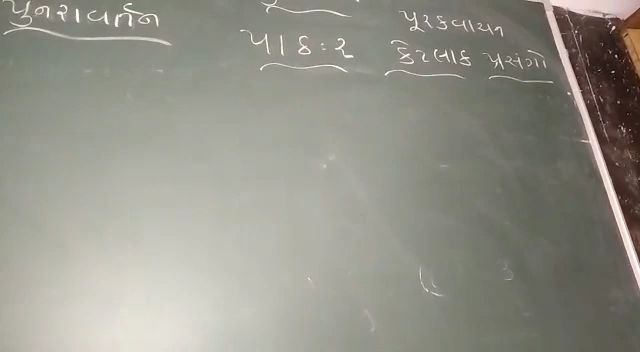 પુનરાવર્તન
પૂરકવાચન
પાઠ : ૨ કેટલાક પ્રસંગો